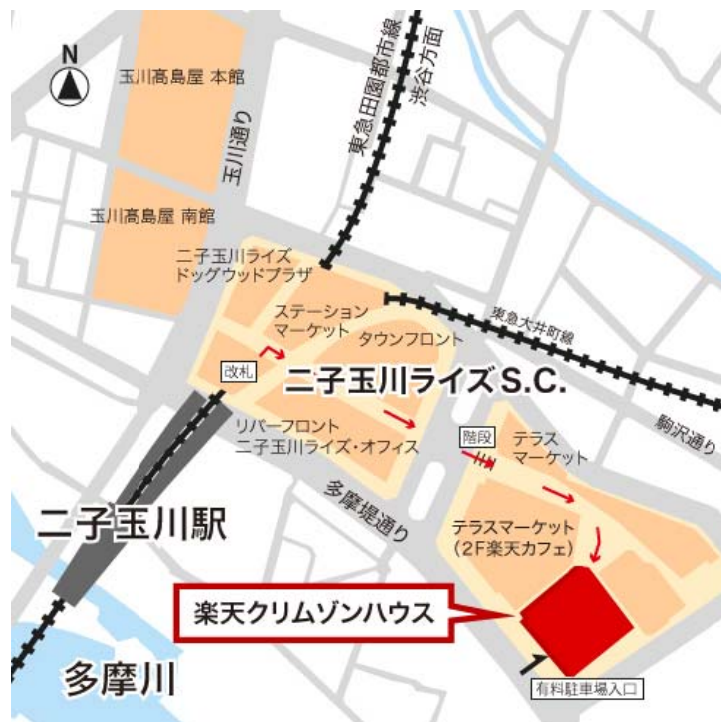 N
玉川髙島屋 本館
玉川通り
東急田園都市線
渋谷方面
玉川髙島屋 南館
二子玉川ライズ
ドッグウッドプラザ
ステーション
マーケット
タウンフロント
東急大井町線
改札
二子玉川ライズ S.C.
駒沢通り
リバーフロント
二子玉川ライズ・オフィス
階段
テラス
マーケット
多摩堤通り
二子玉川駅
テラスマーケット
(2F楽天カフェ)
楽天クリムゾンハウス
多摩川
有料駐車場入口